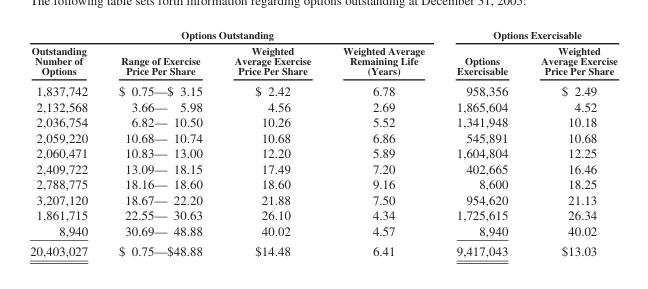 The following table sets forth information regarding options outstanding at December 31, 2005:
Options Outstanding Options Exercisable
Outstanding Number of Options Range of Exercise Price Per Share Weighted Average Exercise Price Per Share Weighted Average Remaining Life (Years) Options Exercisable Weighted Average Exercise Price Per Share
1,837,742 $ 0.75—$ 3.15 $ 2.42 6.78 958,356 $ 2.49
2,132,568 3.66— 5.98 4.56 2.69 1,865,604 4.52
2,036,754 6.82— 10.50 10.26 5.52 1,341,948 10.18
2,059,220 10.68— 10.74 10.68 6.86 545,891 10.68
2,060,471 10.83— 13.00 12.20 5.89 1,604,804 12.25
2,409,722 13.09— 18.15 17.49 7.20 402,665 16.46
2,788,775 18.16— 18.60 18.60 9.16 8,600 18.25
3,207,120 18.67— 22.20 21.88 7.50 954,620 21.13
1,861,715 22.55— 30.63 26.10 4.34 1,725,615 26.34
8,940 30.69— 48.88 40.02 4.57 8,940 40.02
20,403,027 $ 0.75—$48.88 $14.48 6.41 9,417,043 $13.03